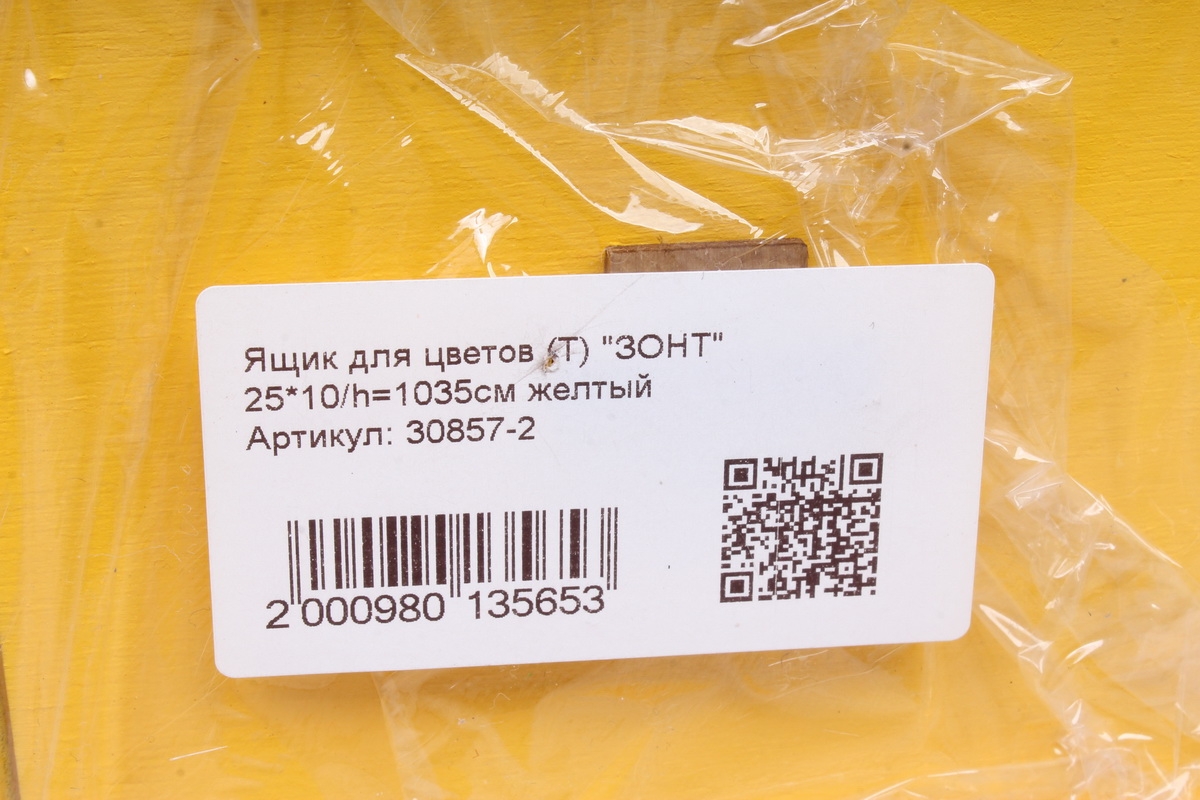 Ящик для цветов (Т) "ЗОНТ"
25*10/h=1035см желтый
Артикул: 30857-2
2 000980 135653